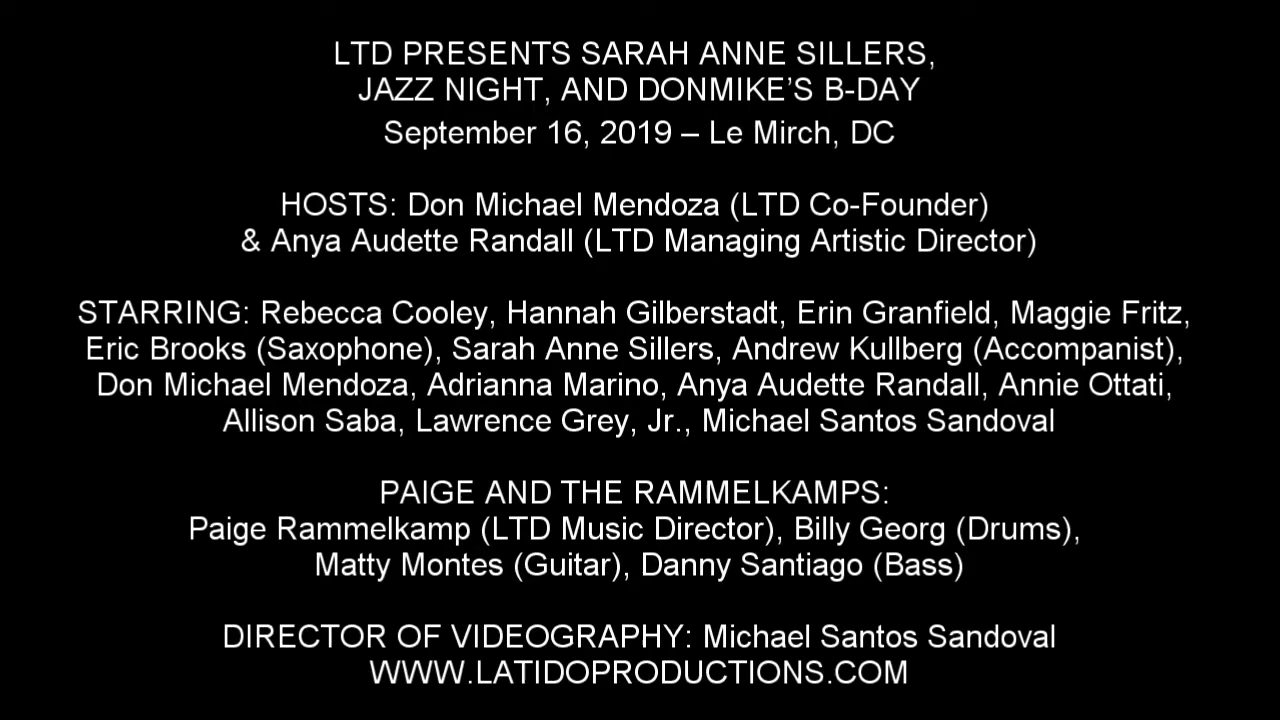 LTD PRESENTS SARAH ANNE SILLERS,
JAZZ NIGHT, AND DONMIKE’S B-DAY
September 16, 2019 – Le Mirch, DC
HOSTS: Don Michael Mendoza (LTD Co-Founder)
& Anya Audette Randall (LTD Managing Artistic Director)
STARRING: Rebecca Cooley, Hannah Gilberstadt, Erin Granfield, Maggie Fritz,
Eric Brooks (Saxophone), Sarah Anne Sillers, Andrew Kullberg (Accompanist),
Don Michael Mendoza, Adrianna Marino, Anya Audette Randall, Annie Ottati,
Allison Saba, Lawrence Grey, Jr., Michael Santos Sandoval
PAIGE AND THE RAMMELKAMPS:
Paige Rammelkamp (LTD Music Director), Billy Georg (Drums),
Matty Montes (Guitar), Danny Santiago (Bass)
DIRECTOR OF VIDEOGRAPHY: Michael Santos Sandoval
WWW.LATIDOPRODUCTIONS.COM